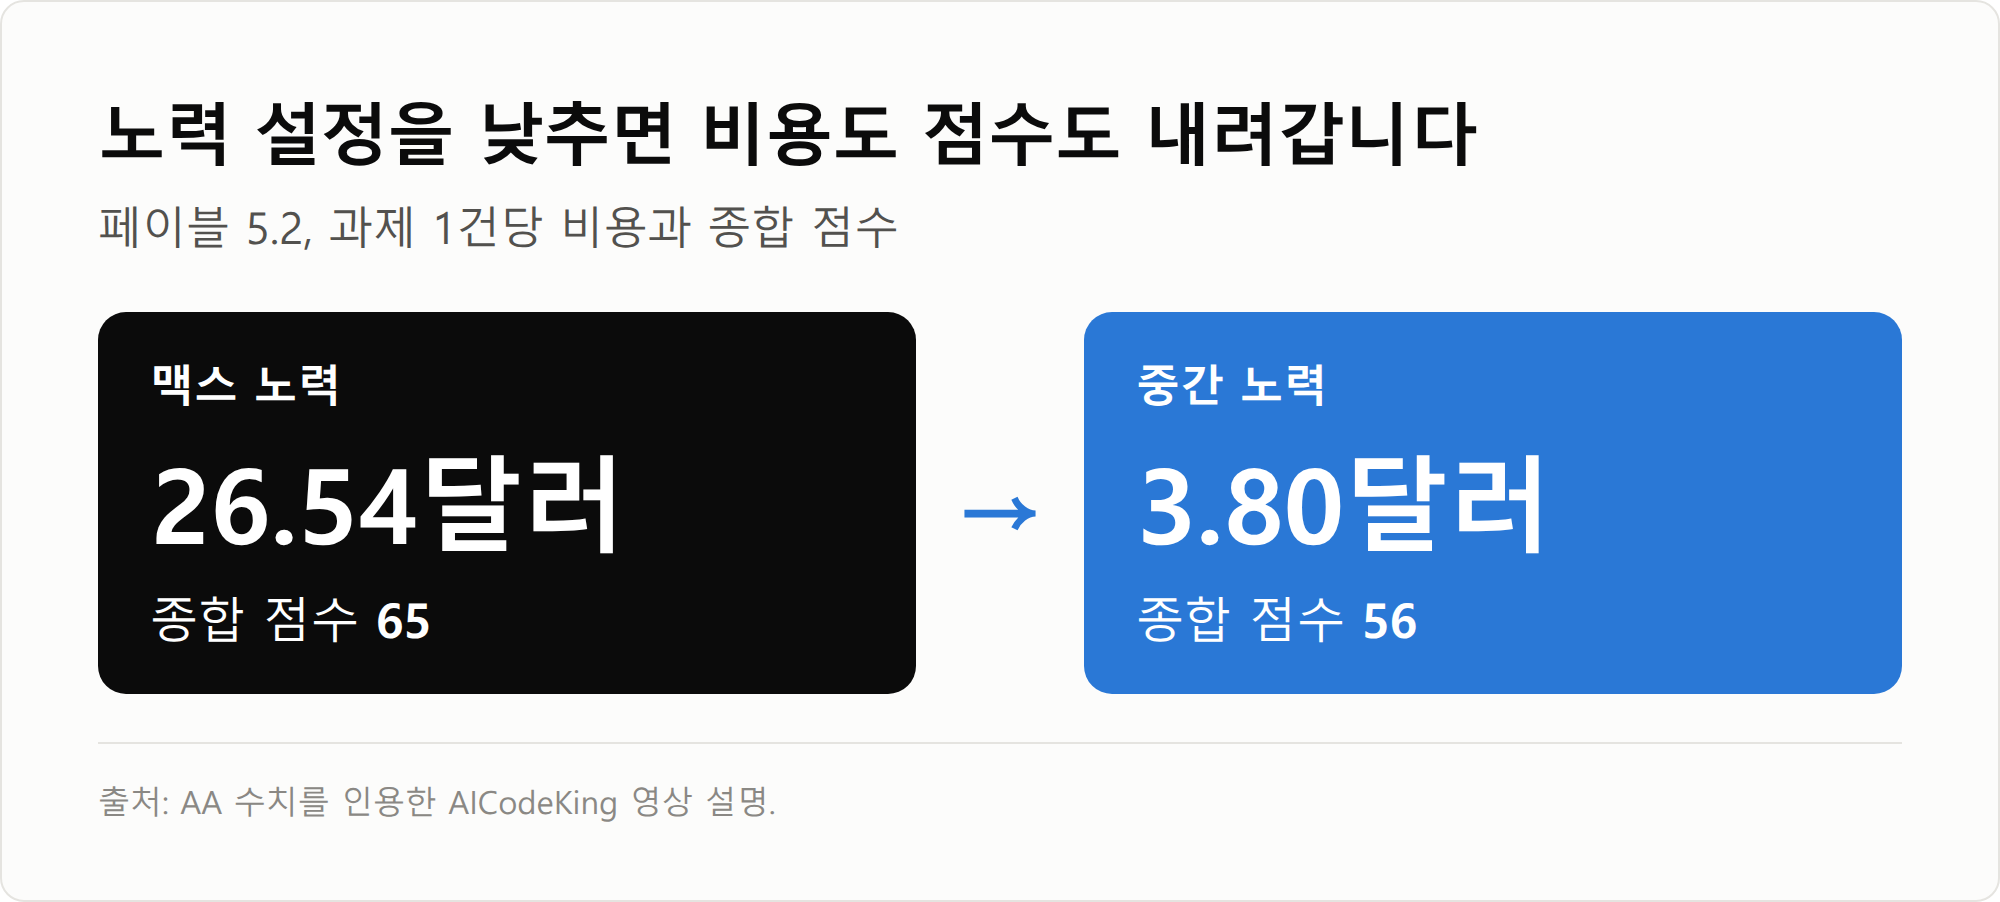 노력 설정을 낮추면 비용도 점수도 내려갑니다
페이블 5.2, 과제 1건당 비용과 종합 점수
맥스 노력
26.54달러
종합 점수 65
→
중간 노력
3.80달러
종합 점수 56
출처: AA 수치를 인용한 AICodeKing 영상 설명.